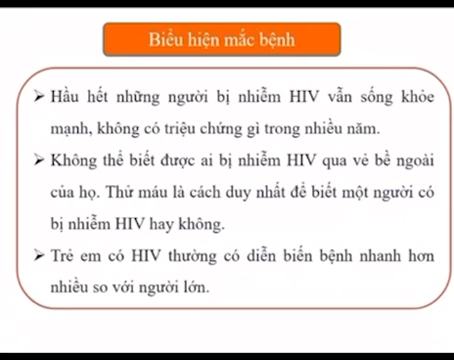 Biểu hiện mắc bệnh
➢ Hầu hết những người bị nhiễm HIV vẫn sống khỏe
mạnh, không có triệu chứng gì trong nhiều năm.
➢ Không thể biết được ai bị nhiễm HIV qua vẻ bề ngoài
của họ. Thử máu là cách duy nhất để biết một người có
bị nhiễm HIV hay không.
➢ Trẻ em có HIV thường có diễn biến bệnh nhanh hơn
nhiều so với người lớn.